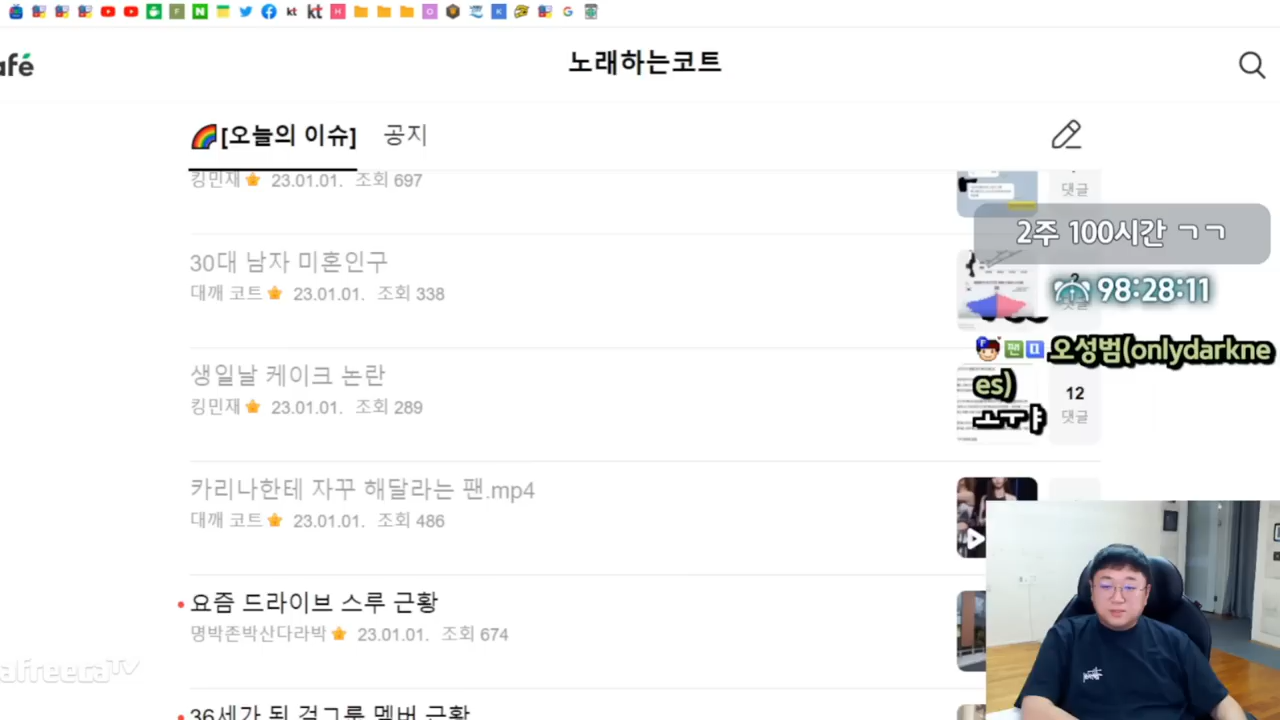 afé
노래하는코트
🌈[오늘의 이슈] 공지
킹민재 23.01.01. 조회 697
댓글
2주 100시간 ㄱㄱ
30대 남자 미혼인구
대깨 코트 23.01.01. 조회 338
98:28:11
팬
오성범(onlydarkne
es)
ㅗㅜㅑ
생일날 케이크 논란
킹민재 23.01.01. 조회 289
12
댓글
카리나한테 자꾸 해달라는 팬.mp4
대깨 코트 23.01.01. 조회 486
요즘 드라이브 스루 근황
명박존박산다라박 23.01.01. 조회 674
afreecaTV
36세가 된 걸그룹 멤버 근황